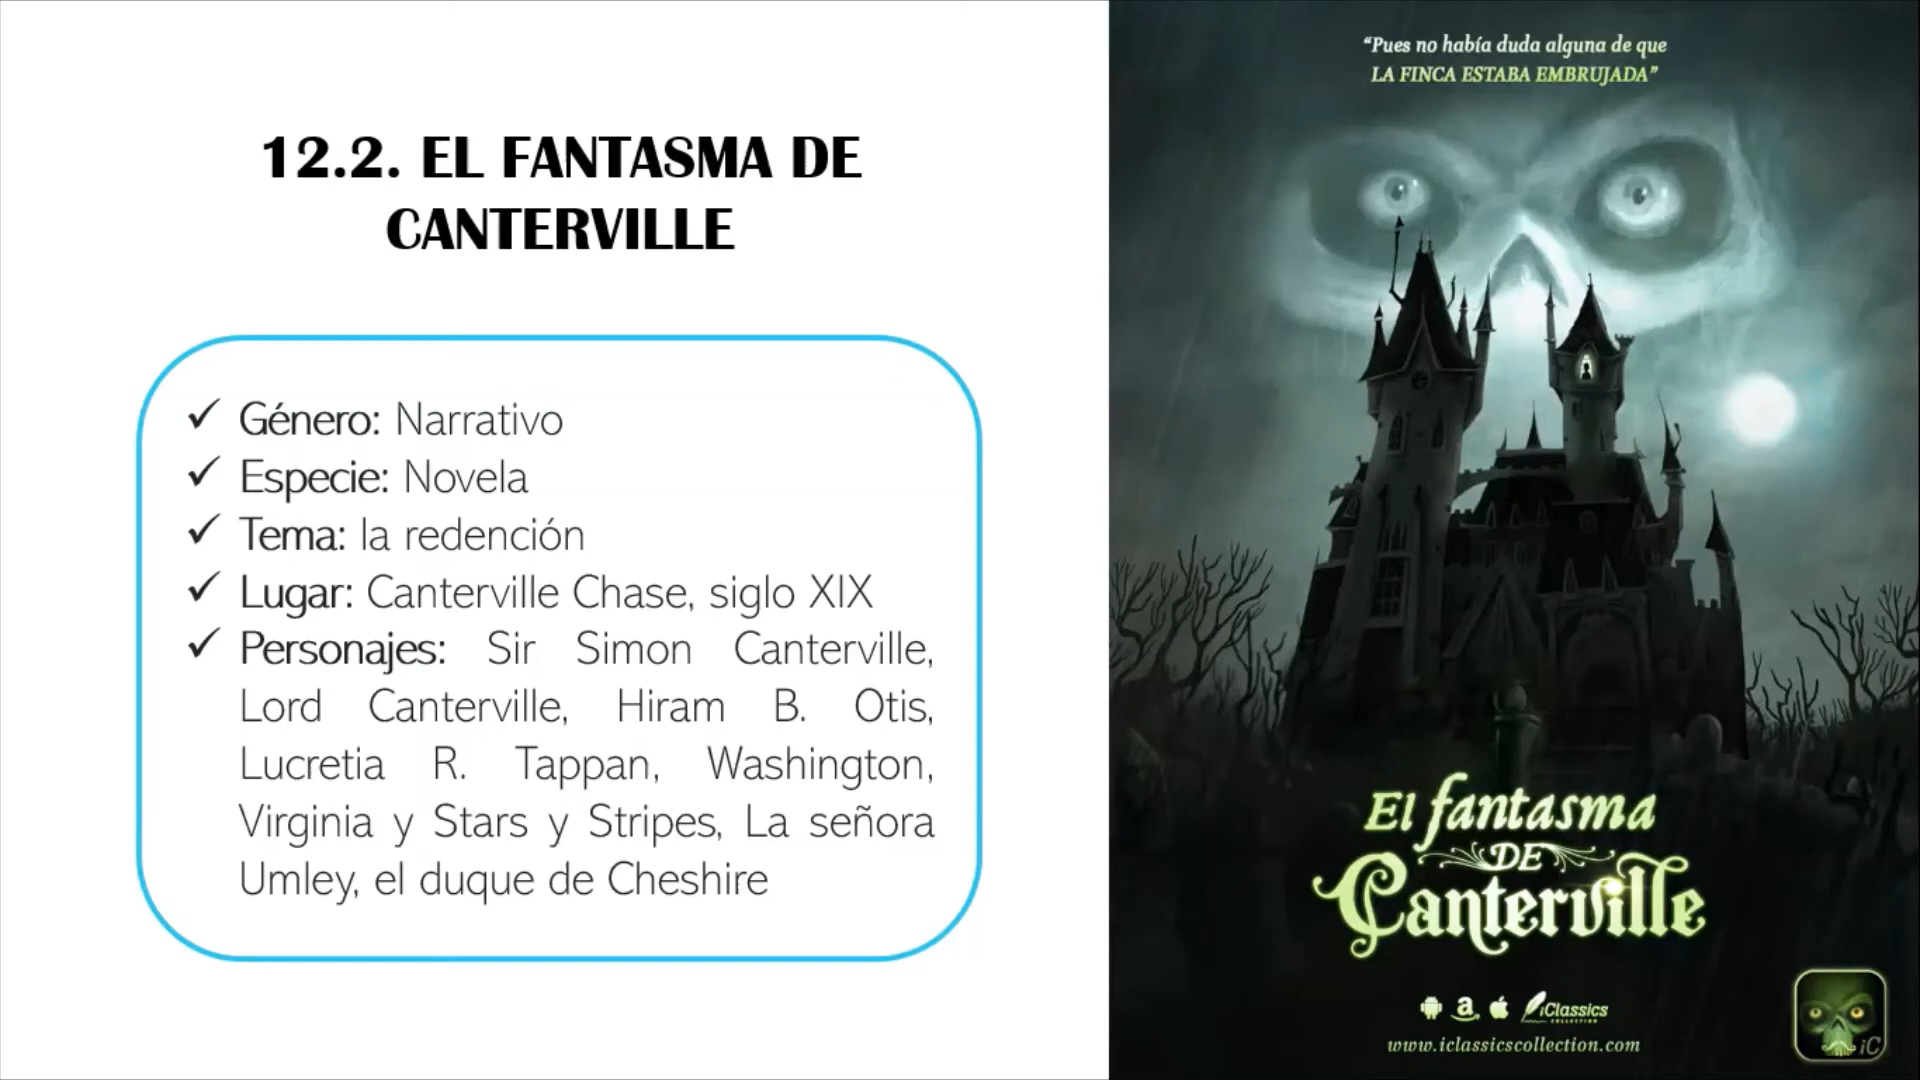 12.2. EL FANTASMA DE
CANTERVILLE
✓ Género: Narrativo
✓ Especie: Novela
✓ Tema: la redención
✓ Lugar: Canterville Chase, siglo XIX
✓ Personajes: Sir Simon Canterville,
Lord Canterville, Hiram B. Otis,
Lucretia R. Tappan, Washington,
Virginia y Stars y Stripes, La señora
Umley, el duque de Cheshire
“Pues no había duda alguna de que
LA FINCA ESTABA EMBRUJADA”
El fantasma
DE
Canterville
iClassics
COLLECTION
www.iclassicscollection.com
iC